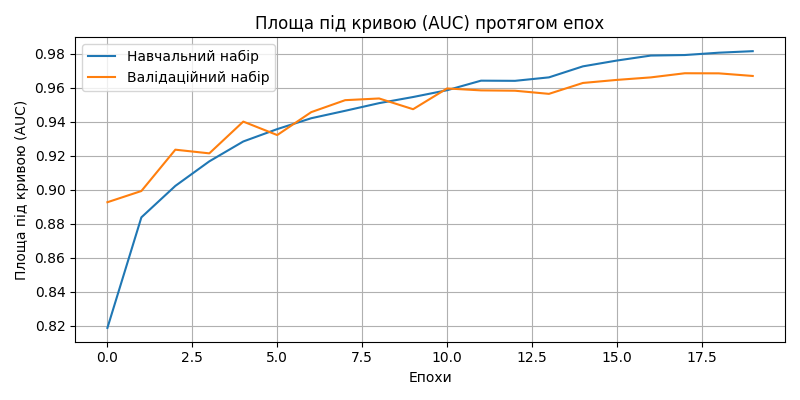 Площа під кривою (AUC) протягом епох
Навчальний набір
Валідаційний набір
Площа під кривою (AUC)
0.98
0.96
0.94
0.92
0.90
0.88
0.86
0.84
0.82
0.0 2.5 5.0 7.5 10.0 12.5 15.0 17.5
Епохи